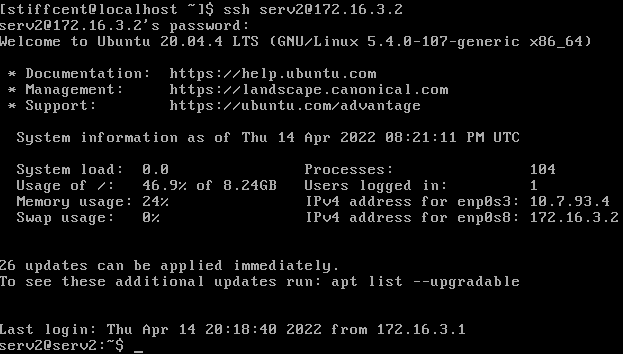 [stiffcent@localhost ~]$ ssh serv2@172.16.3.2
serv2@172.16.3.2's password:
Welcome to Ubuntu 20.04.4 LTS (GNU/Linux 5.4.0-107-generic x86_64)
* Documentation:  https://help.ubuntu.com
* Management:     https://landscape.canonical.com
* Support:        https://ubuntu.com/advantage
System information as of Thu 14 Apr 2022 08:21:11 PM UTC
System load:  0.0                Processes:               104
Usage of /:   46.9% of 8.24GB   Users logged in:         1
Memory usage: 24%                IPv4 address for enp0s3: 10.7.93.4
Swap usage:   0%                 IPv4 address for enp0s8: 172.16.3.2
26 updates can be applied immediately.
To see these additional updates run: apt list --upgradable
Last login: Thu Apr 14 20:18:40 2022 from 172.16.3.1
serv2@serv2:~$ _